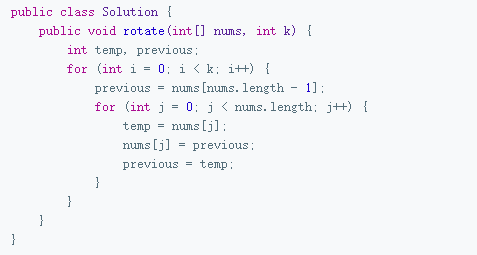 public class Solution {
    public void rotate(int[] nums, int k) {
        int temp, previous;
        for (int i = 0; i < k; i++) {
            previous = nums[nums.length - 1];
            for (int j = 0; j < nums.length; j++) {
                temp = nums[j];
                nums[j] = previous;
                previous = temp;
            }
        }
    }
}